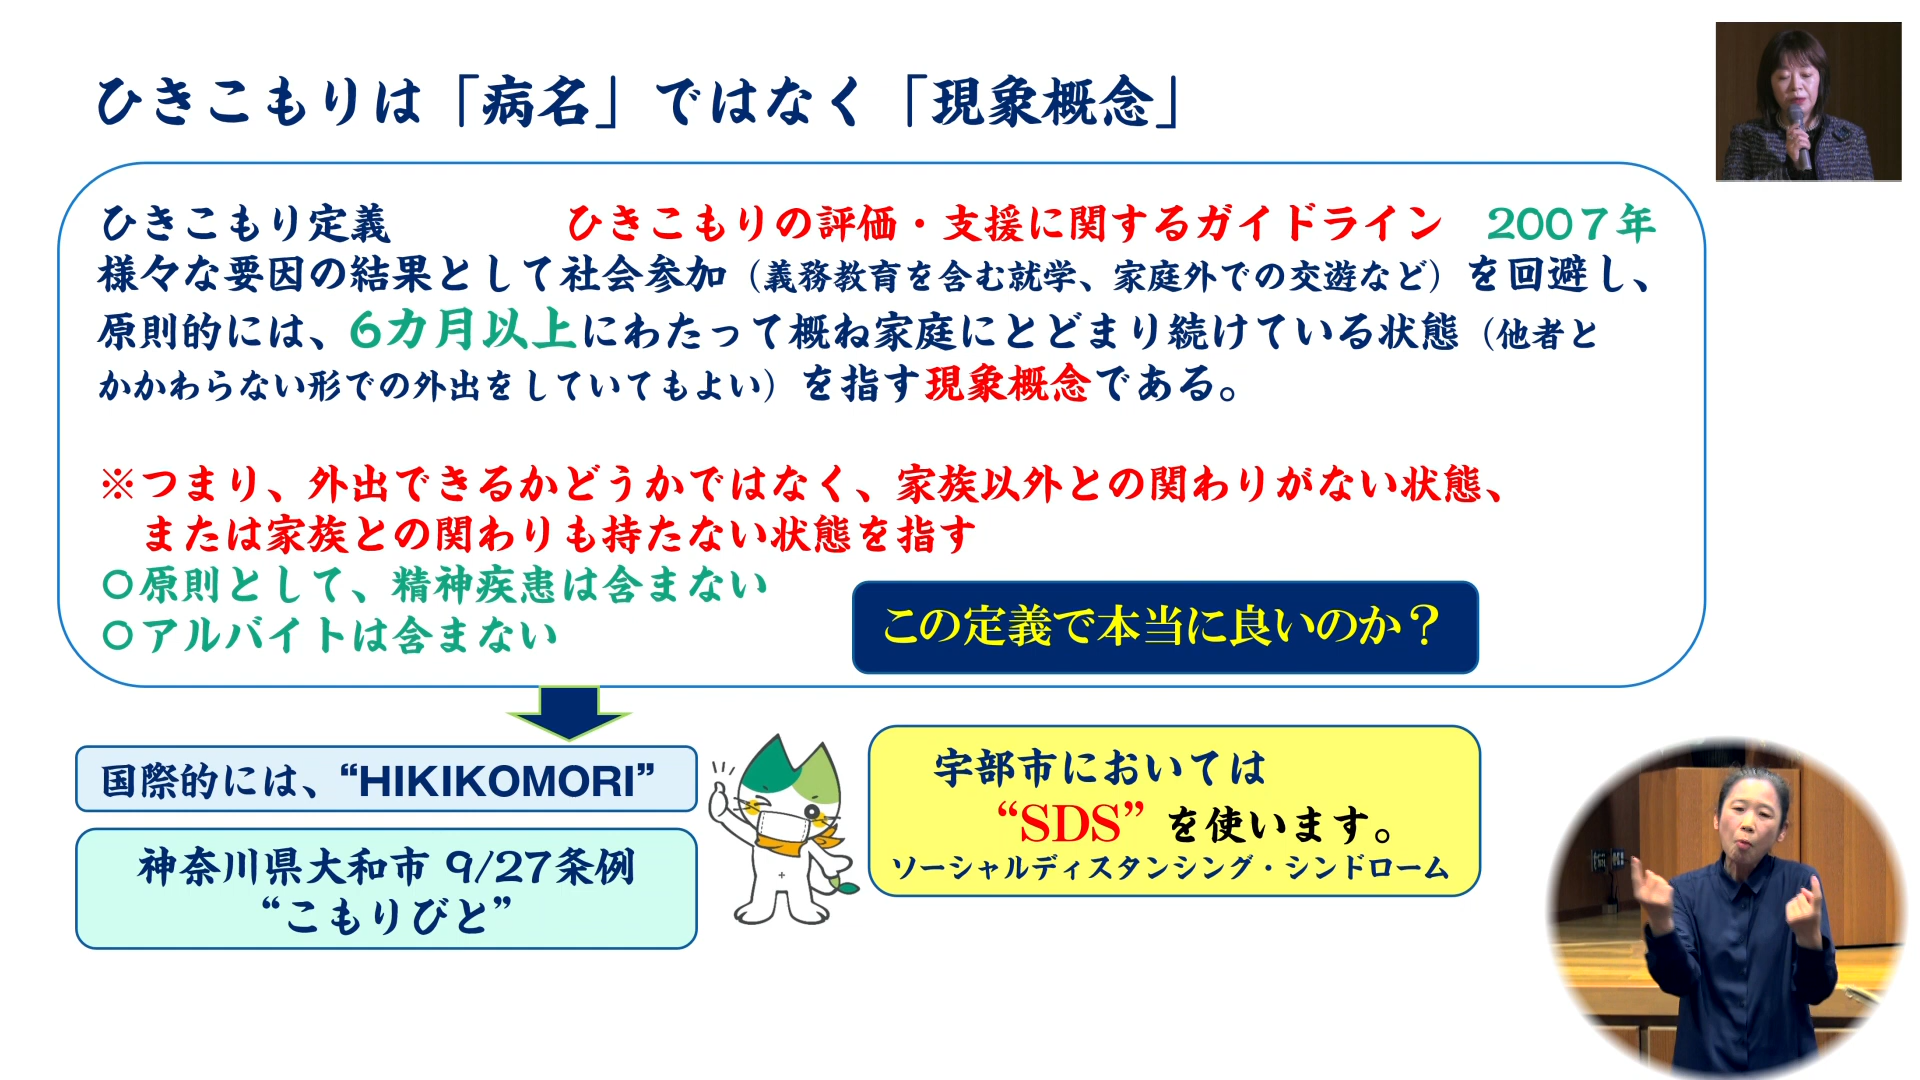 ひきこもりは「病名」ではなく「現象概念」
ひきこもり定義　ひきこもりの評価・支援に関するガイドライン　2007年
様々な要因の結果として社会参加（義務教育を含む就学、家庭外での交遊など）を回避し、
原則的には、6カ月以上にわたって概ね家庭にとどまり続けている状態（他者と
かかわらない形での外出をしていてもよい）を指す現象概念である。
※つまり、外出できるかどうかではなく、家族以外との関わりがない状態、
または家族との関わりも持たない状態を指す
〇原則として、精神疾患は含まない
〇アルバイトは含まない
この定義で本当に良いのか？
国際的には、“HIKIKOMORI”
神奈川県大和市 9/27条例
“こもりびと”
宇部市においては
“SDS” を使います。
ソーシャルディスタンシング・シンドローム